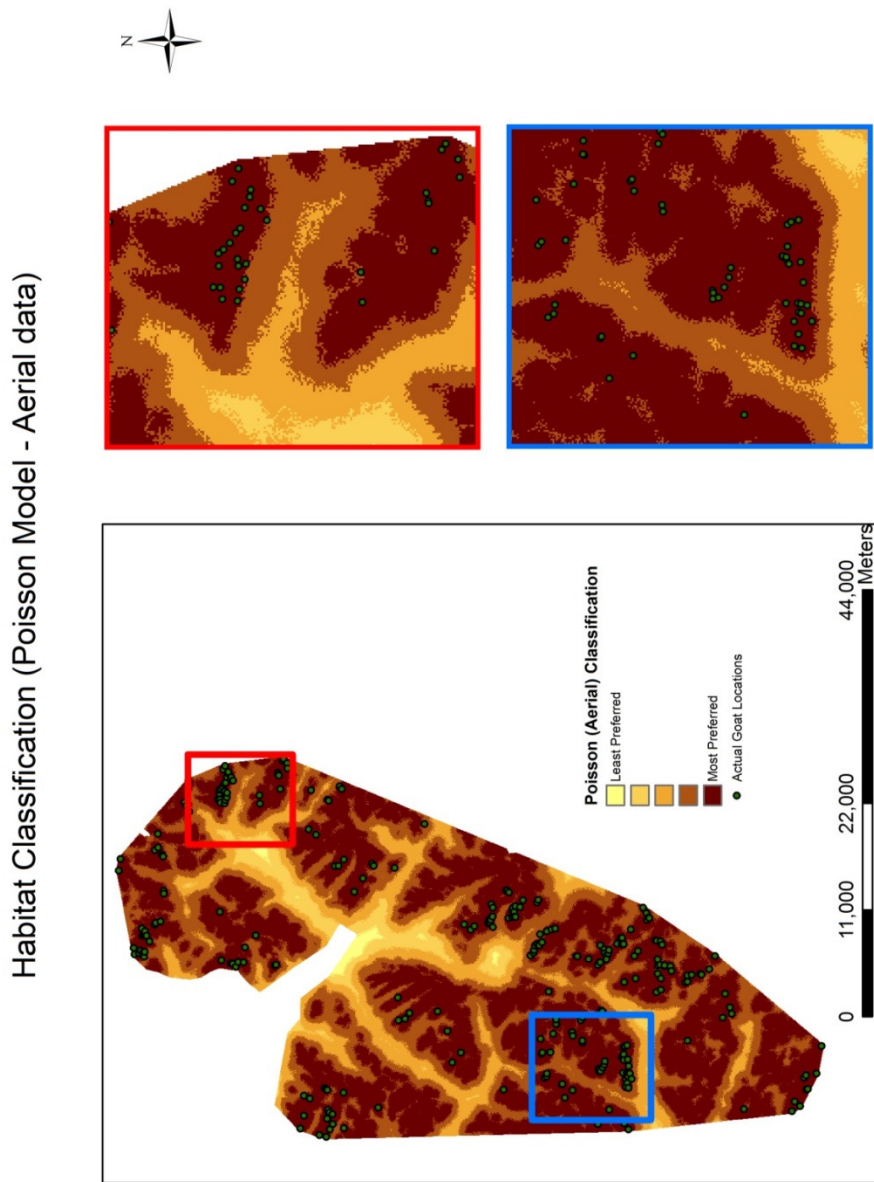 Habitat Classification (Poisson Model - Aerial data)
N
Poisson (Aerial) Classification
Least Preferred
Most Preferred
Actual Goat Locations
0 11,000 22,000 44,000
Meters